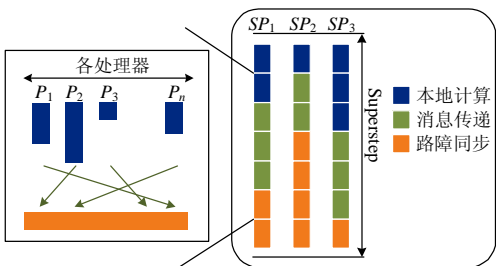 各处理器
P1 P2 P3 Pn
SP1 SP2 SP3
Superstep
本地计算
消息传递
路障同步